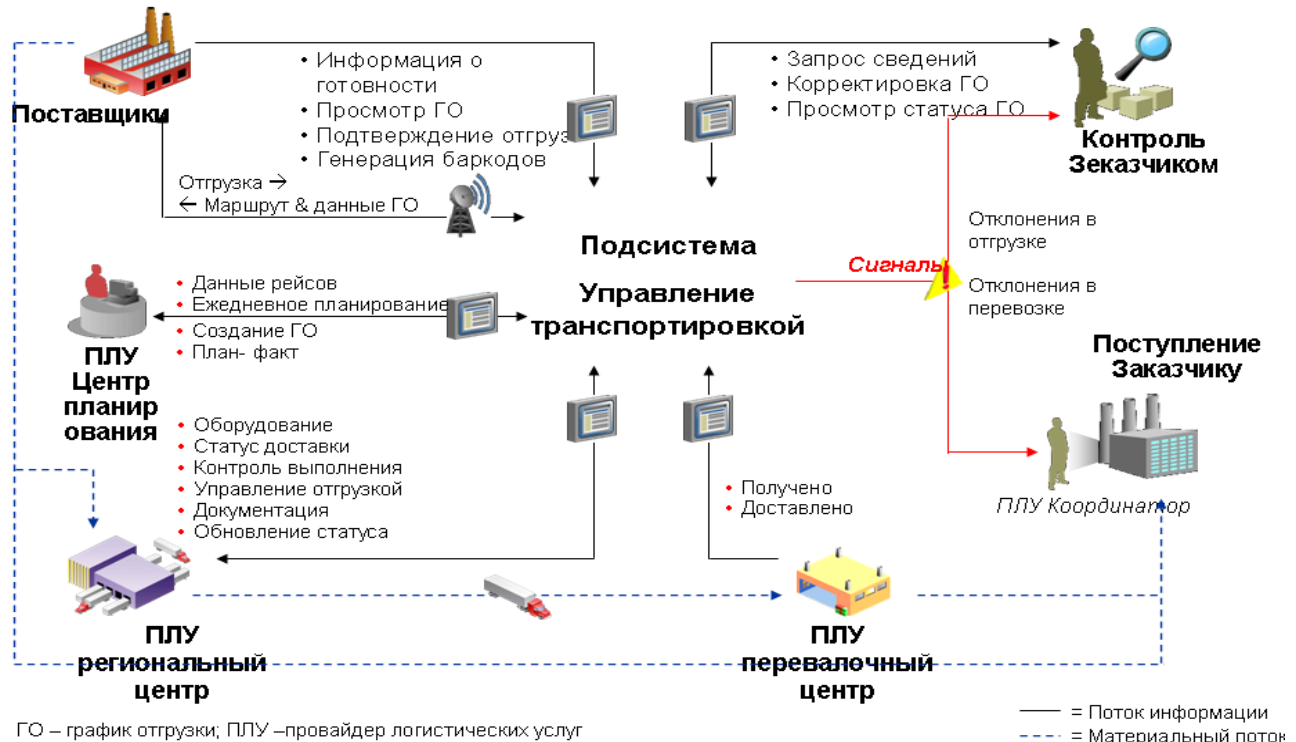 • Информация о
готовности
• Просмотр ГО
• Подтверждение отгруз
• Генерация баркодов
• Запрос сведений
• Корректировка ГО
• Просмотр статуса ГО
Поставщики
Контроль
Зеказчиком
Отгрузка →
← Маршрут & данные ГО
Подсистема
Управление
транспортировкой
Сигналы
!
Отклонения в
отгрузке
Отклонения в
перевозке
• Данные рейсов
• Ежедневное планирование
• Создание ГО
• План- факт
ПЛУ
Центр
планир
ования
Поступление
Заказчику
• Оборудование
• Статус доставки
• Контроль выполнения
• Управление отгрузкой
• Документация
• Обновление статуса
• Получено
• Доставлено
ПЛУ Координатор
ПЛУ
региональный
центр
ПЛУ
перевалочный
центр
ГО – график отгрузки; ПЛУ –провайдер логистических услуг
= Поток информации
= Материальный поток